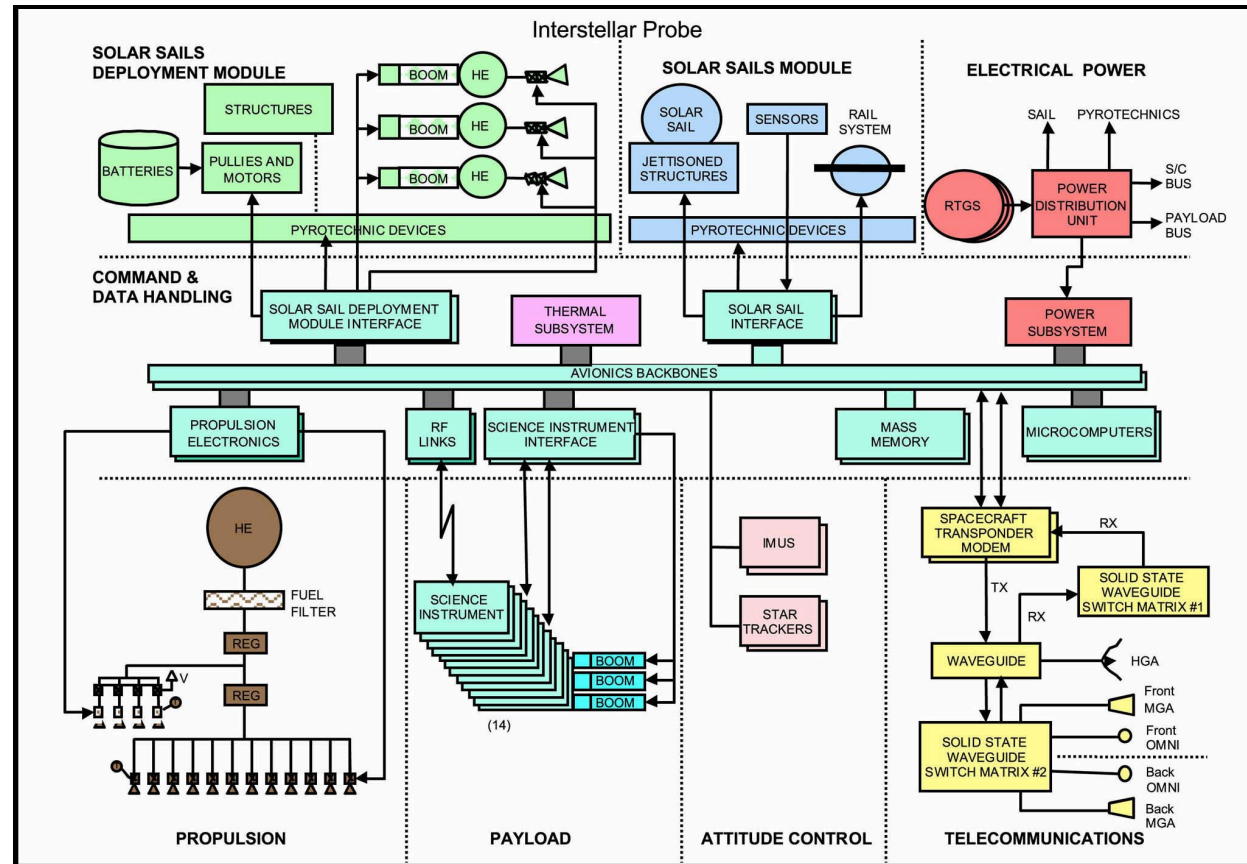 Interstellar Probe
SOLAR SAILS
DEPLOYMENT MODULE
STRUCTURES
BATTERIES
PULLIES AND
MOTORS
BOOM
HE
BOOM
HE
BOOM
HE
PYROTECHNIC DEVICES
SOLAR SAILS MODULE
SOLAR
SAIL
SENSORS
RAIL
SYSTEM
JETTISONED
STRUCTURES
PYROTECHNIC DEVICES
ELECTRICAL POWER
SAIL
PYROTECHNICS
RTGS
POWER
DISTRIBUTION
UNIT
S/C
BUS
PAYLOAD
BUS
COMMAND &
DATA HANDLING
SOLAR SAIL DEPLOYMENT
MODULE INTERFACE
THERMAL
SUBSYSTEM
SOLAR SAIL
INTERFACE
POWER
SUBSYSTEM
AVIONICS BACKBONES
PROPULSION
ELECTRONICS
RF
LINKS
SCIENCE INSTRUMENT
INTERFACE
MASS
MEMORY
MICROCOMPUTERS
HE
FUEL
FILTER
REG
V
REG
PROPULSION
SCIENCE
INSTRUMENT
BOOM
BOOM
BOOM
(14)
PAYLOAD
IMUS
STAR
TRACKERS
ATTITUDE CONTROL
SPACECRAFT
TRANSPONDER
MODEM
RX
TX
SOLID STATE
WAVEGUIDE
SWITCH MATRIX #1
RX
WAVEGUIDE
HGA
Front
MGA
SOLID STATE
WAVEGUIDE
SWITCH MATRIX #2
Front
OMNI
Back
OMNI
Back
MGA
TELECOMMUNICATIONS